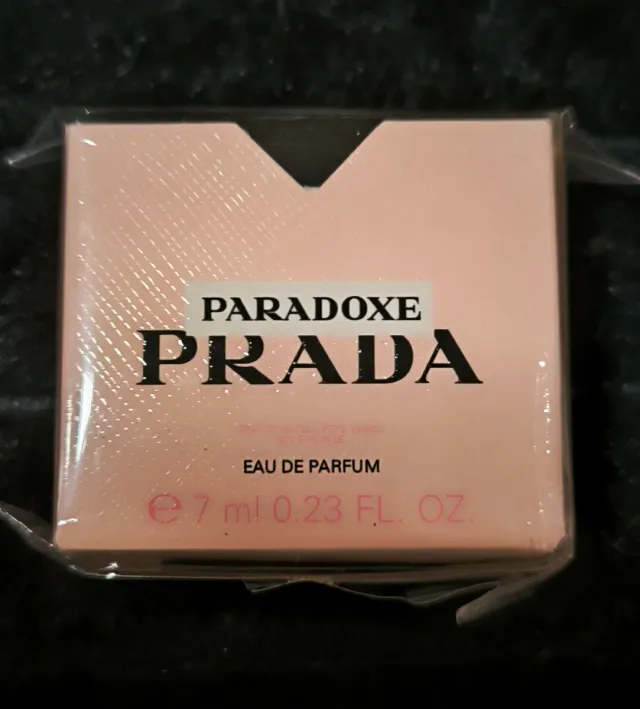 PARADOXE
PRADA
EAU DE PARFUM
℮ 7 ml 0.23 FL. OZ.